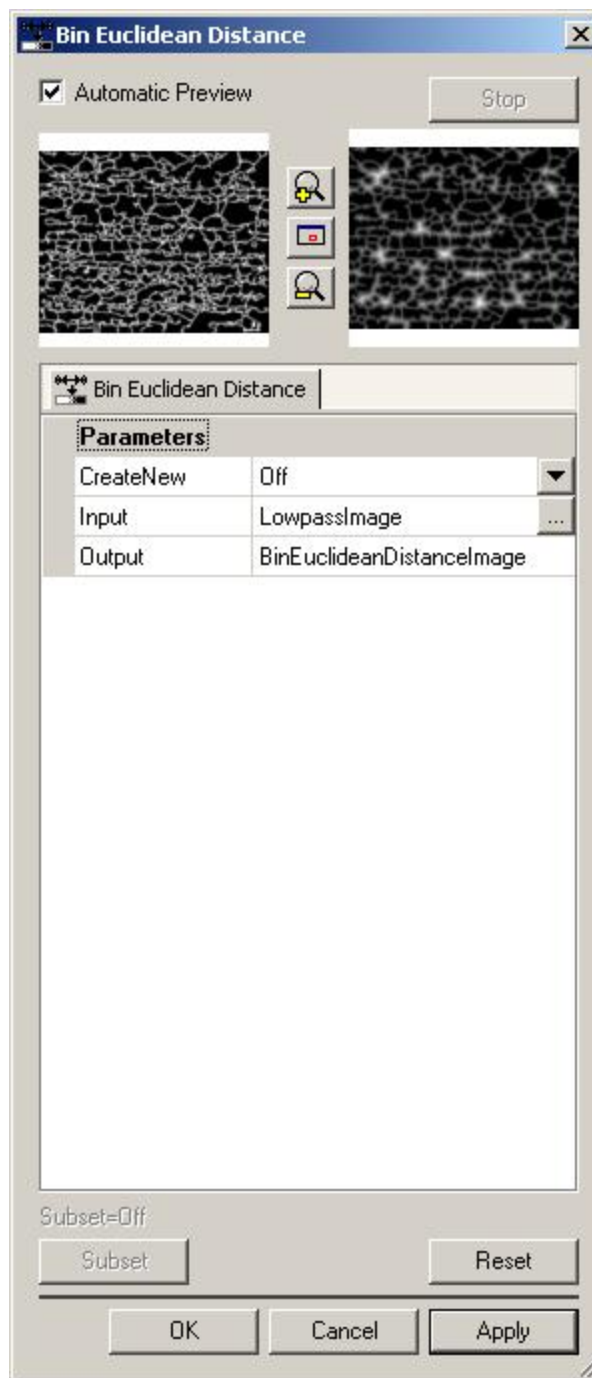 Bin Euclidean Distance
Automatic Preview
Stop
Bin Euclidean Distance
Parameters
CreateNew Off
Input LowpassImage ...
Output BinEuclideanDistanceImage
Subset=Off
Subset Reset
OK Cancel Apply